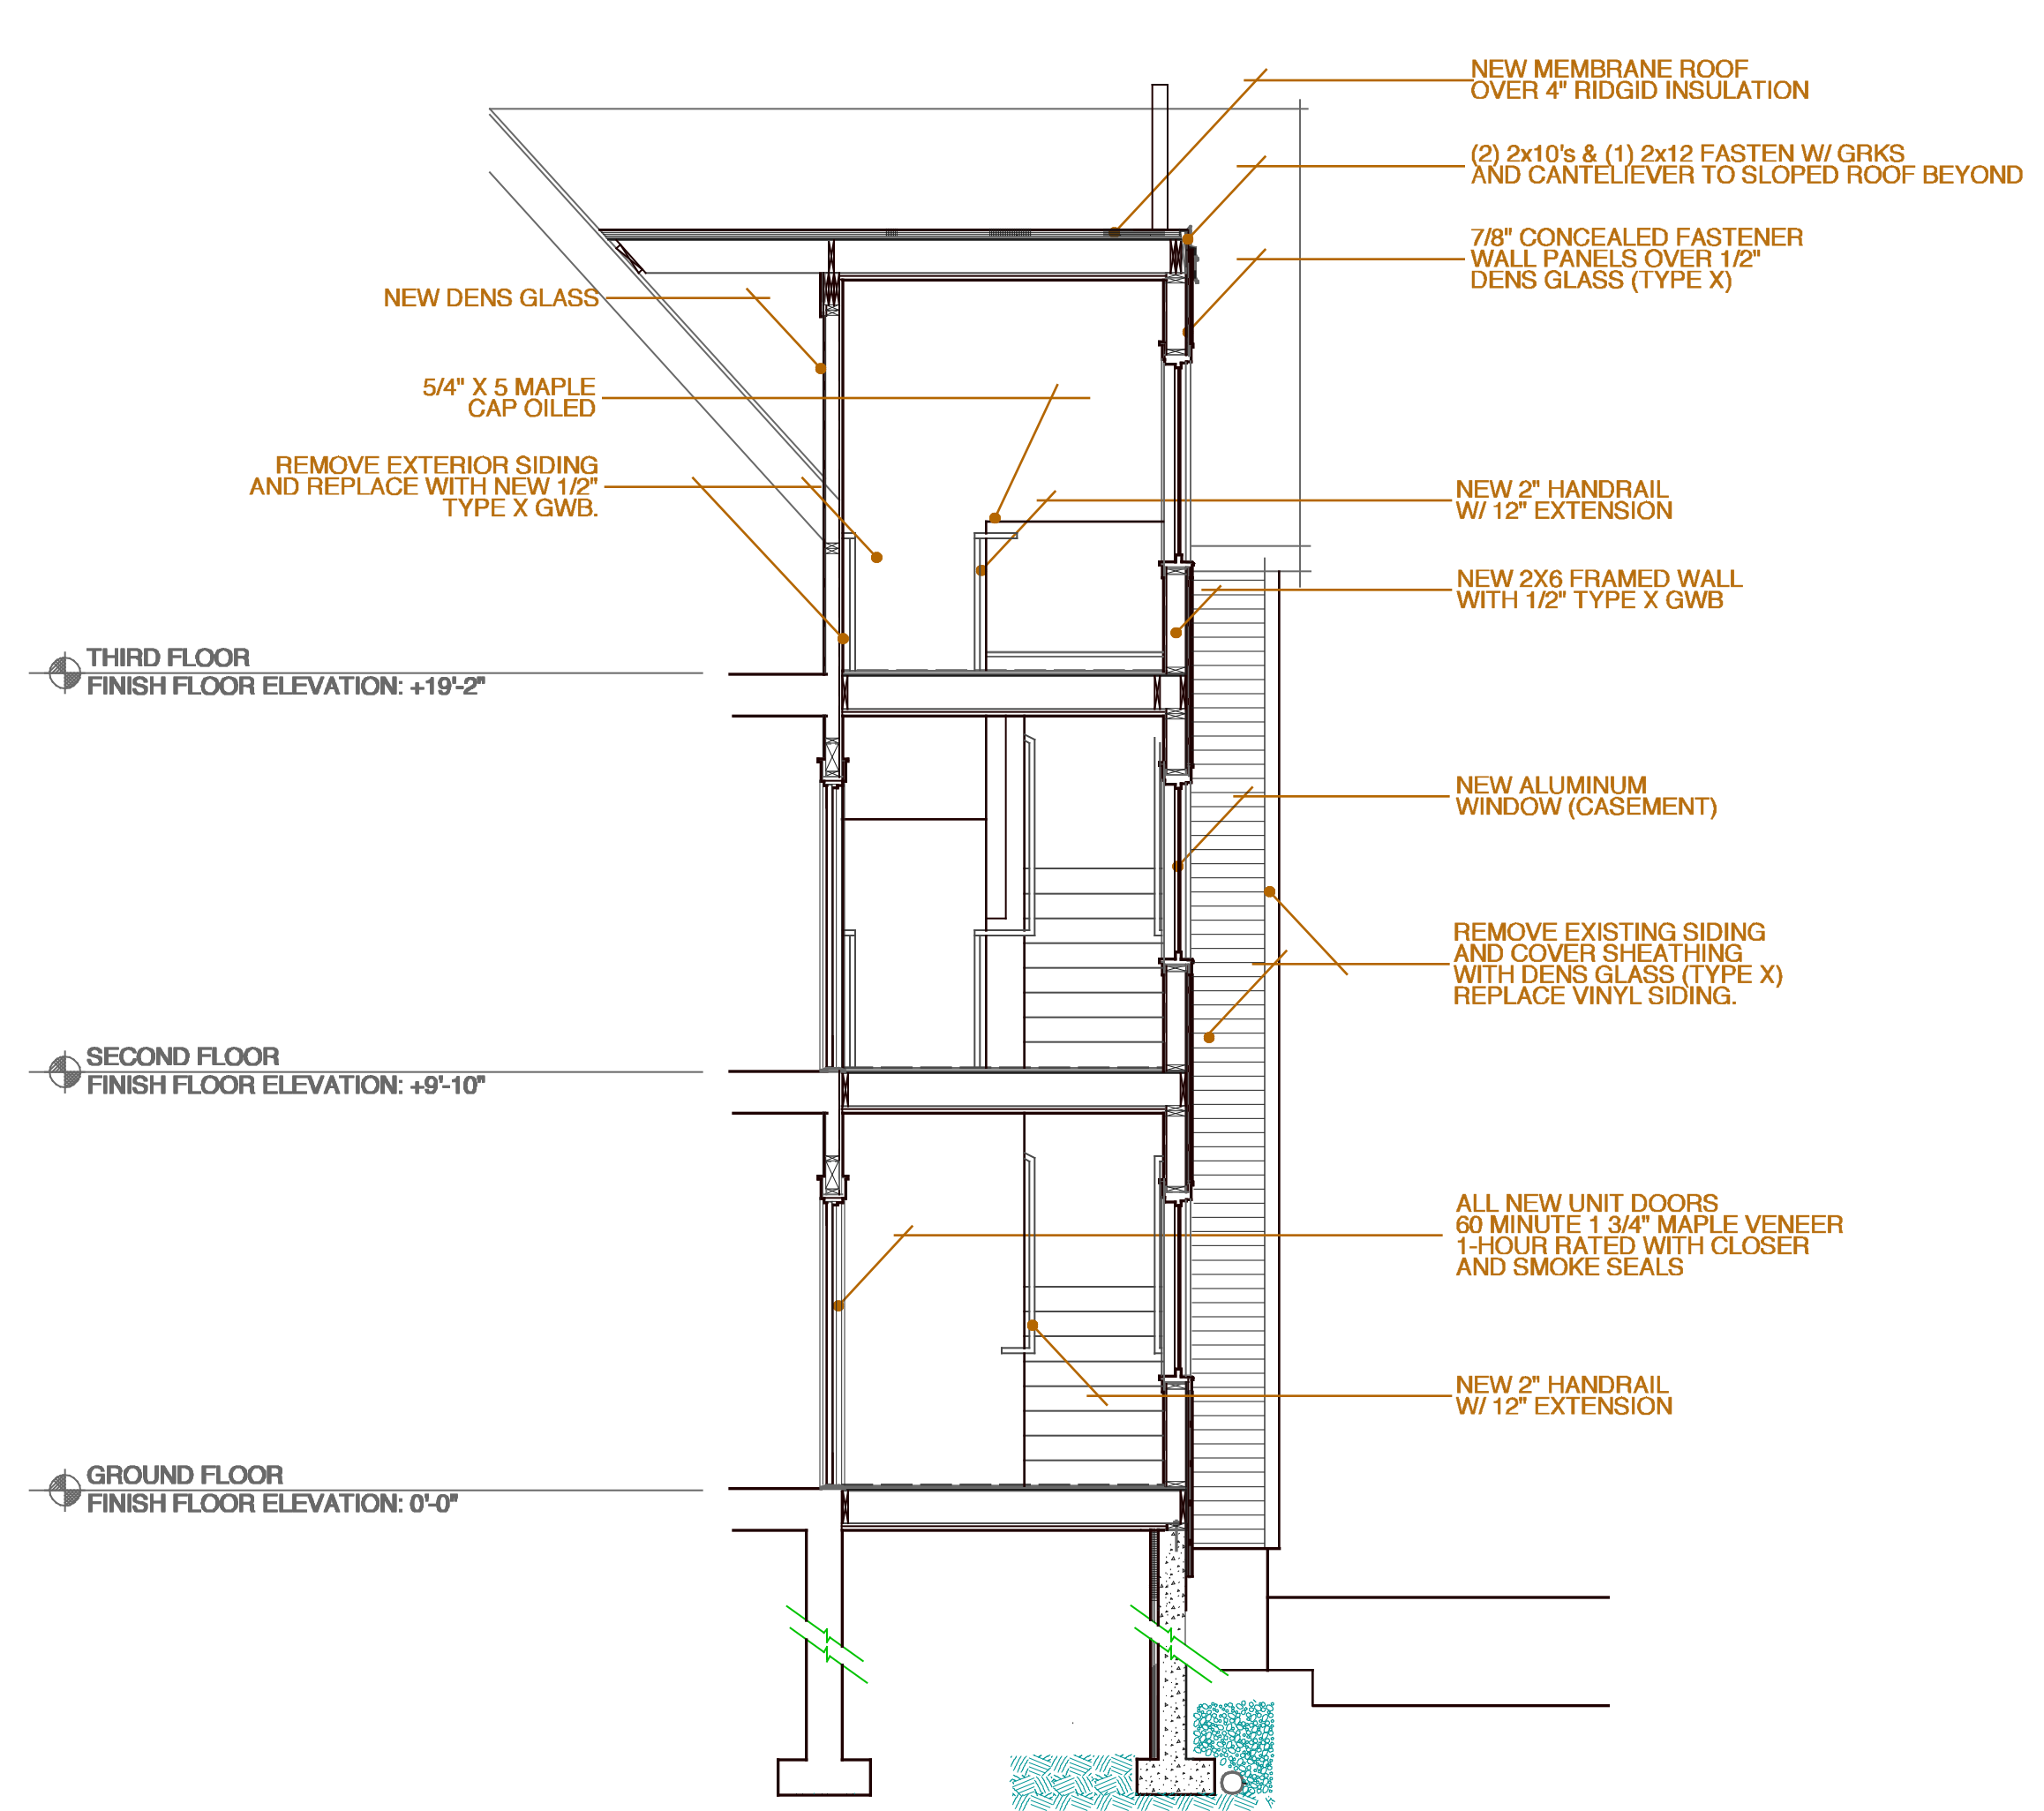 NEW MEMBRANE ROOF
OVER 4" RIDGID INSULATION
(2) 2x10's & (1) 2x12 FASTEN W/ GRKS
AND CANTELIEVER TO SLOPED ROOF BEYOND
7/8" CONCEALED FASTENER
WALL PANELS OVER 1/2"
DENS GLASS (TYPE X)
NEW DENS GLASS
5/4" X 5 MAPLE
CAP OILED
REMOVE EXTERIOR SIDING
AND REPLACE WITH NEW 1/2"
TYPE X GWB.
NEW 2" HANDRAIL
W/ 12" EXTENSION
NEW 2X6 FRAMED WALL
WITH 1/2" TYPE X GWB
THIRD FLOOR
FINISH FLOOR ELEVATION: +19'-2"
NEW ALUMINUM
WINDOW (CASEMENT)
REMOVE EXISTING SIDING
AND COVER SHEATHING
WITH DENS GLASS (TYPE X)
REPLACE VINYL SIDING.
SECOND FLOOR
FINISH FLOOR ELEVATION: +9'-10"
ALL NEW UNIT DOORS
60 MINUTE 1 3/4" MAPLE VENEER
1-HOUR RATED WITH CLOSER
AND SMOKE SEALS
NEW 2" HANDRAIL
W/ 12" EXTENSION
GROUND FLOOR
FINISH FLOOR ELEVATION: 0'-0"